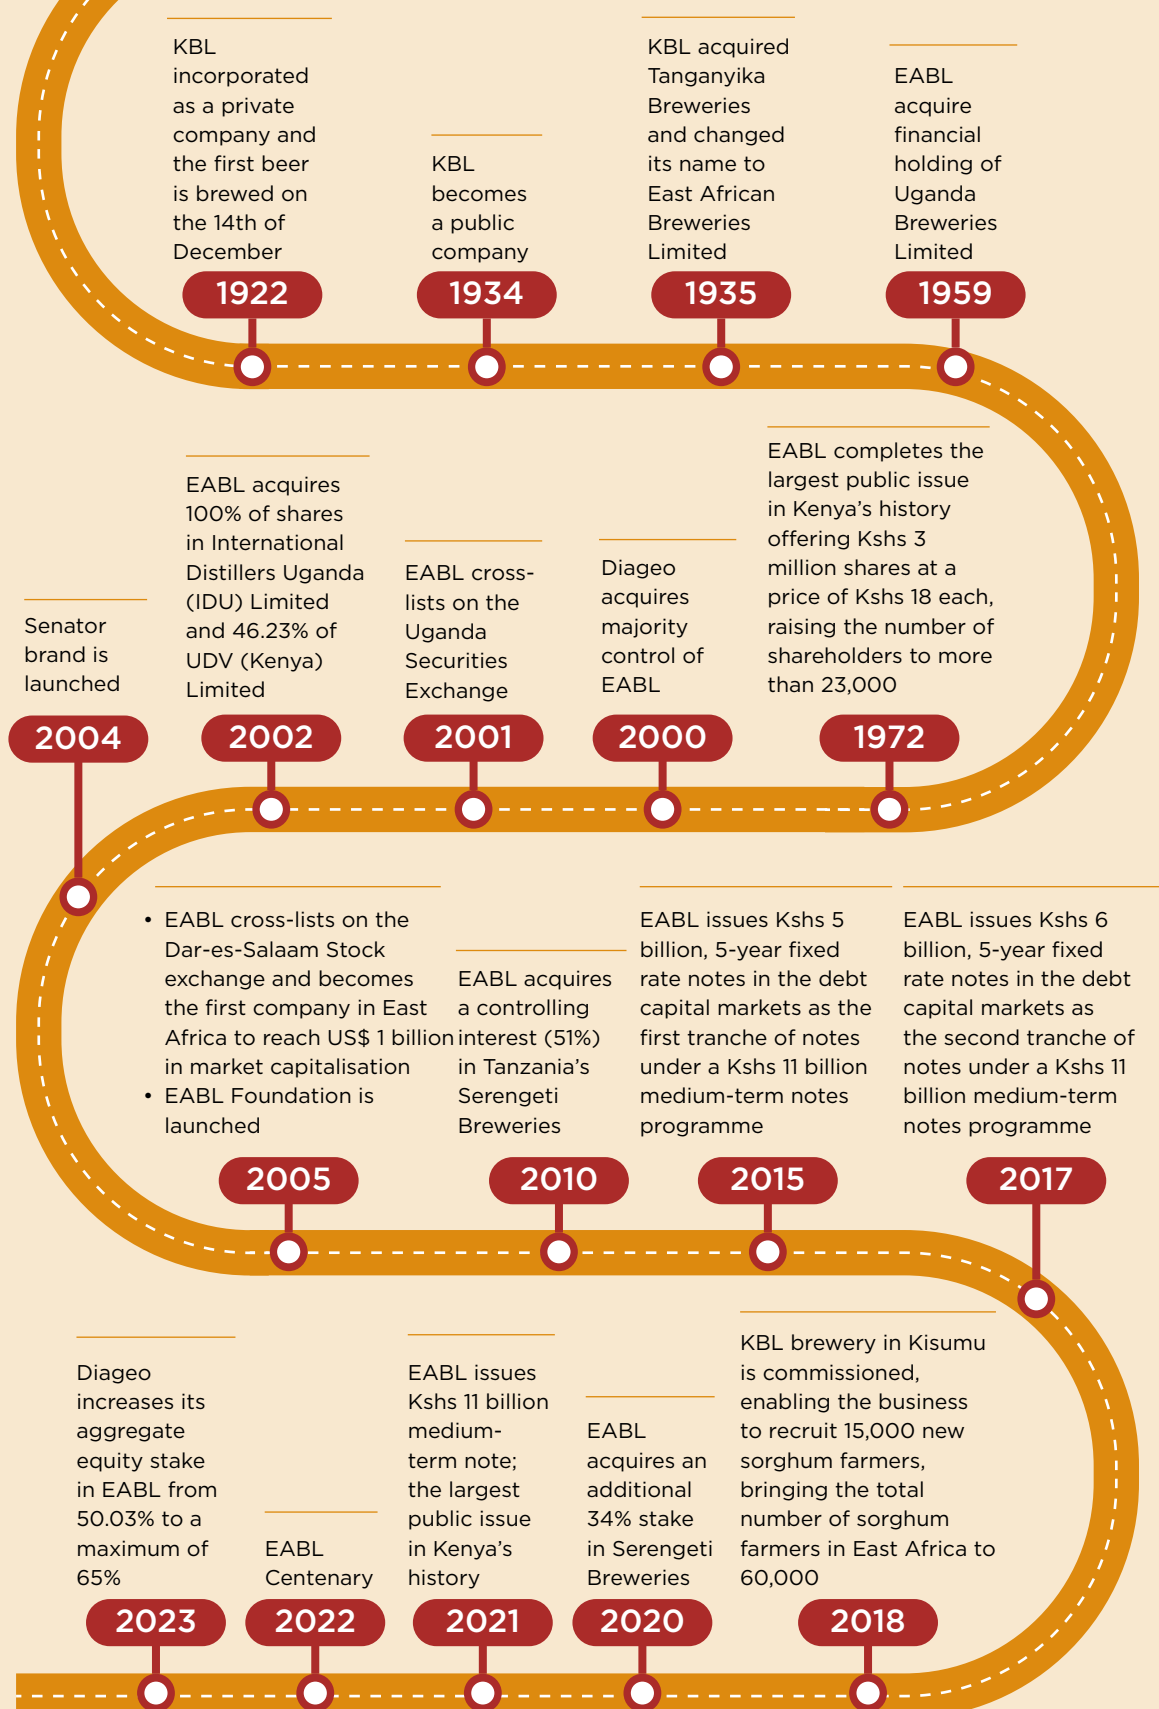 KBL
incorporated
as a private
company and
the first beer
is brewed on
the 14th of
December
1922
KBL
becomes
a public
company
1934
KBL acquired
Tanganyika
Breweries
and changed
its name to
East African
Breweries
Limited
1935
EABL
acquire
financial
holding of
Uganda
Breweries
Limited
1959
EABL completes the
largest public issue
in Kenya's history
offering Kshs 3
million shares at a
price of Kshs 18 each,
raising the number of
shareholders to more
than 23,000
1972
Diageo
acquires
majority
control of
EABL
2000
EABL cross-
lists on the
Uganda
Securities
Exchange
2001
EABL acquires
100% of shares
in International
Distillers Uganda
(IDU) Limited
and 46.23% of
UDV (Kenya)
Limited
2002
Senator
brand is
launched
2004
• EABL cross-lists on the
Dar-es-Salaam Stock
exchange and becomes
the first company in East
Africa to reach US$ 1 billion
in market capitalisation
• EABL Foundation is
launched
2005
EABL acquires
a controlling
interest (51%)
in Tanzania's
Serengeti
Breweries
2010
EABL issues Kshs 5
billion, 5-year fixed
rate notes in the debt
capital markets as the
first tranche of notes
under a Kshs 11 billion
medium-term notes
programme
2015
EABL issues Kshs 6
billion, 5-year fixed
rate notes in the debt
capital markets as
the second tranche of
notes under a Kshs 11
billion medium-term
notes programme
2017
KBL brewery in Kisumu
is commissioned,
enabling the business
to recruit 15,000 new
sorghum farmers,
bringing the total
number of sorghum
farmers in East Africa to
60,000
2018
EABL
acquires an
additional
34% stake
in Serengeti
Breweries
2020
EABL issues
Kshs 11 billion
medium-
term note;
the largest
public issue
in Kenya's
history
2021
EABL
Centenary
2022
Diageo
increases its
aggregate
equity stake
in EABL from
50.03% to a
maximum of
65%
2023